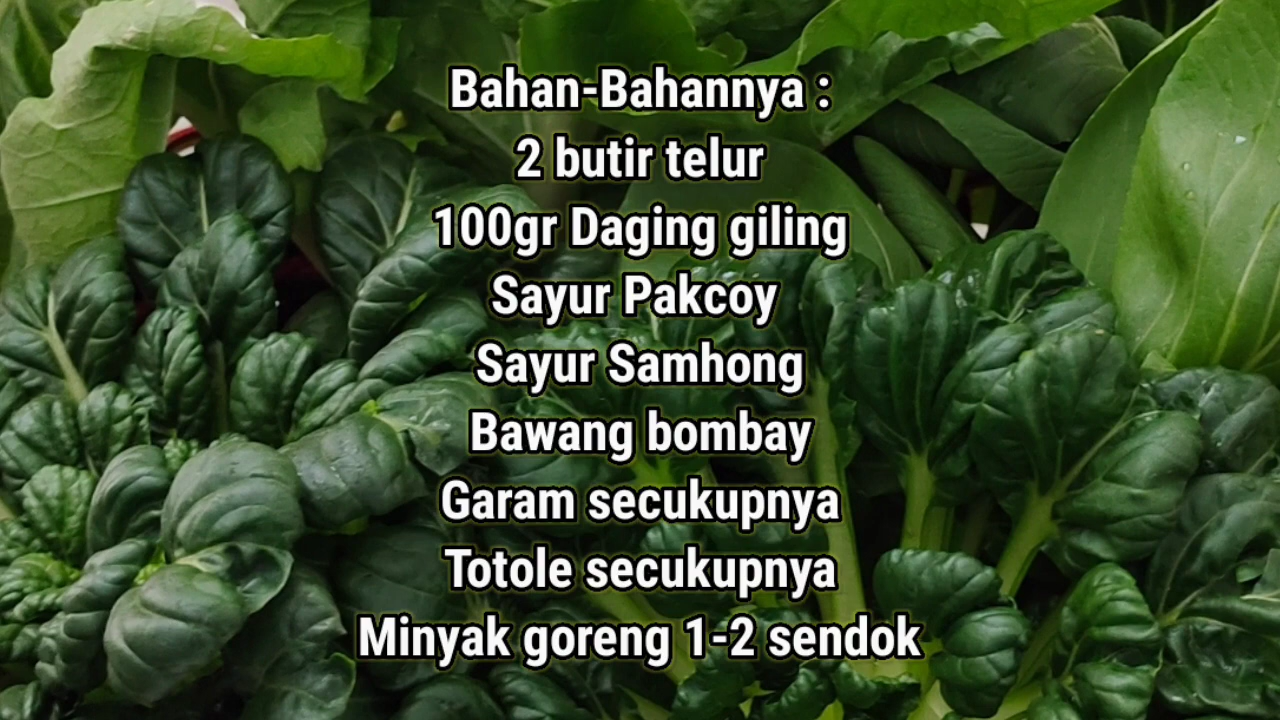 Bahan-Bahannya :
2 butir telur
100gr Daging giling
Sayur Pakcoy
Sayur Samhong
Bawang bombay
Garam secukupnya
Totole secukupnya
Minyak goreng 1-2 sendok